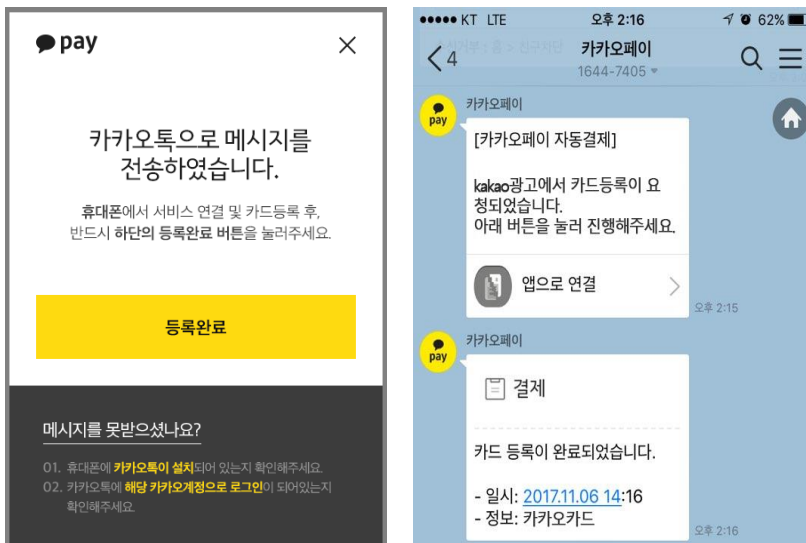 pay
카카오톡으로 메시지를
전송하였습니다.
휴대폰에서 서비스 연결 및 카드등록 후,
반드시 하단의 등록완료 버튼을 눌러주세요.
등록완료
메시지를 못받으셨나요?
01. 휴대폰에 카카오톡이 설치되어 있는지 확인해주세요.
02. 카카오톡에 해당 카카오계정으로 로그인이 되어있는지
확인해주세요.
KT LTE 오후 2:16 62%
4 카카오페이
1644-7405
카카오페이
pay
[카카오페이 자동결제]
kakao광고에서 카드등록이 요
청되었습니다.
아래 버튼을 눌러 진행해주세요.
앱으로 연결
오후 2:15
카카오페이
pay
결제
카드 등록이 완료되었습니다.
- 일시: 2017.11.06 14:16
- 정보: 카카오카드
오후 2:16